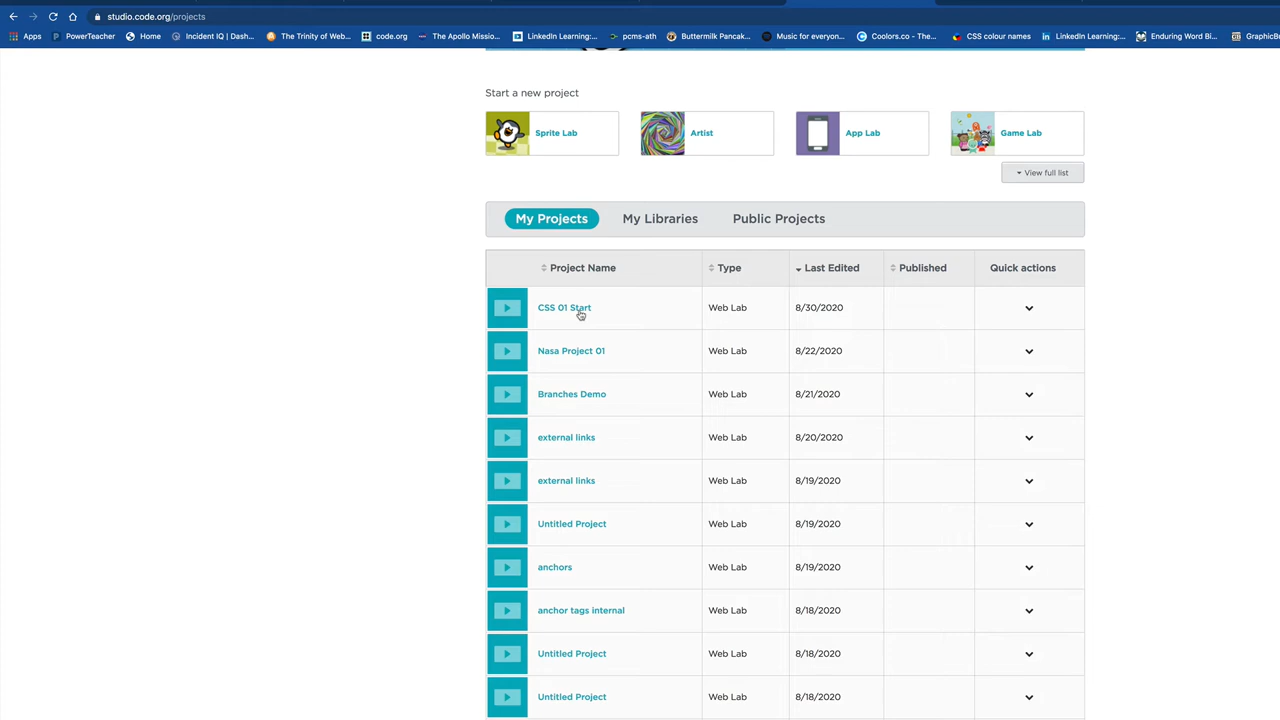 studio.code.org/projects
Apps PowerTeacher Home Incident IQ | Dash... The Trinity of Web... code.org The Apollo Missio... LinkedIn Learning:... pcms-ath Buttermilk Pancak... Music for everyon... Coolors.co - The... CSS colour names LinkedIn Learning:... Enduring Word Bi... GraphicBu
Start a new project
Sprite Lab Artist App Lab Game Lab
View full list
My Projects My Libraries Public Projects
Project Name Type Last Edited Published Quick actions
CSS 01 Start Web Lab 8/30/2020
Nasa Project 01 Web Lab 8/22/2020
Branches Demo Web Lab 8/21/2020
external links Web Lab 8/20/2020
external links Web Lab 8/19/2020
Untitled Project Web Lab 8/19/2020
anchors Web Lab 8/19/2020
anchor tags internal Web Lab 8/18/2020
Untitled Project Web Lab 8/18/2020
Untitled Project Web Lab 8/18/2020